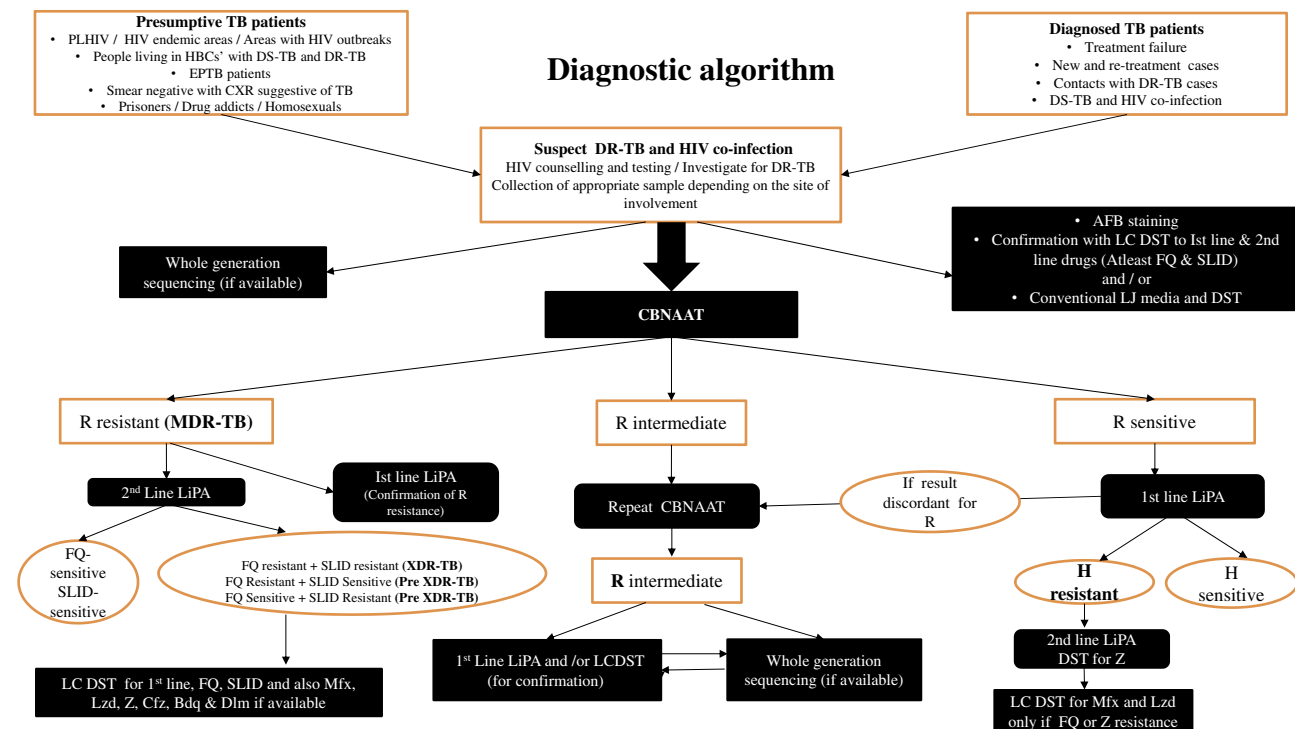 Presumptive TB patients
• PLHIV / HIV endemic areas / Areas with HIV outbreaks
• People living in HBCs' with DS-TB and DR-TB
• EPTB patients
• Smear negative with CXR suggestive of TB
• Prisoners / Drug addicts / Homosexuals
Diagnostic algorithm
Diagnosed TB patients
• Treatment failure
• New and re-treatment cases
• Contacts with DR-TB cases
• DS-TB and HIV co-infection
Suspect DR-TB and HIV co-infection
HIV counselling and testing / Investigate for DR-TB
Collection of appropriate sample depending on the site of
involvement
Whole generation
sequencing (if available)
• AFB staining
• Confirmation with LC DST to Ist line & 2nd
line drugs (Atleast FQ & SLID)
and / or
• Conventional LJ media and DST
CBNAAT
R resistant (MDR-TB)
R intermediate
R sensitive
2nd Line LiPA
Ist line LiPA
(Confirmation of R
resistance)
Repeat CBNAAT
If result
discordant for
R
1st line LiPA
FQ-
sensitive
SLID-
sensitive
FQ resistant + SLID resistant (XDR-TB)
FQ Resistant + SLID Sensitive (Pre XDR-TB)
FQ Sensitive + SLID Resistant (Pre XDR-TB)
R intermediate
H
resistant
H
sensitive
LC DST for 1st line, FQ, SLID and also Mfx,
Lzd, Z, Cfz, Bdq & Dlm if available
1st Line LiPA and /or LCDST
(for confirmation)
Whole generation
sequencing (if available)
2nd line LiPA
DST for Z
LC DST for Mfx and Lzd
only if FQ or Z resistance